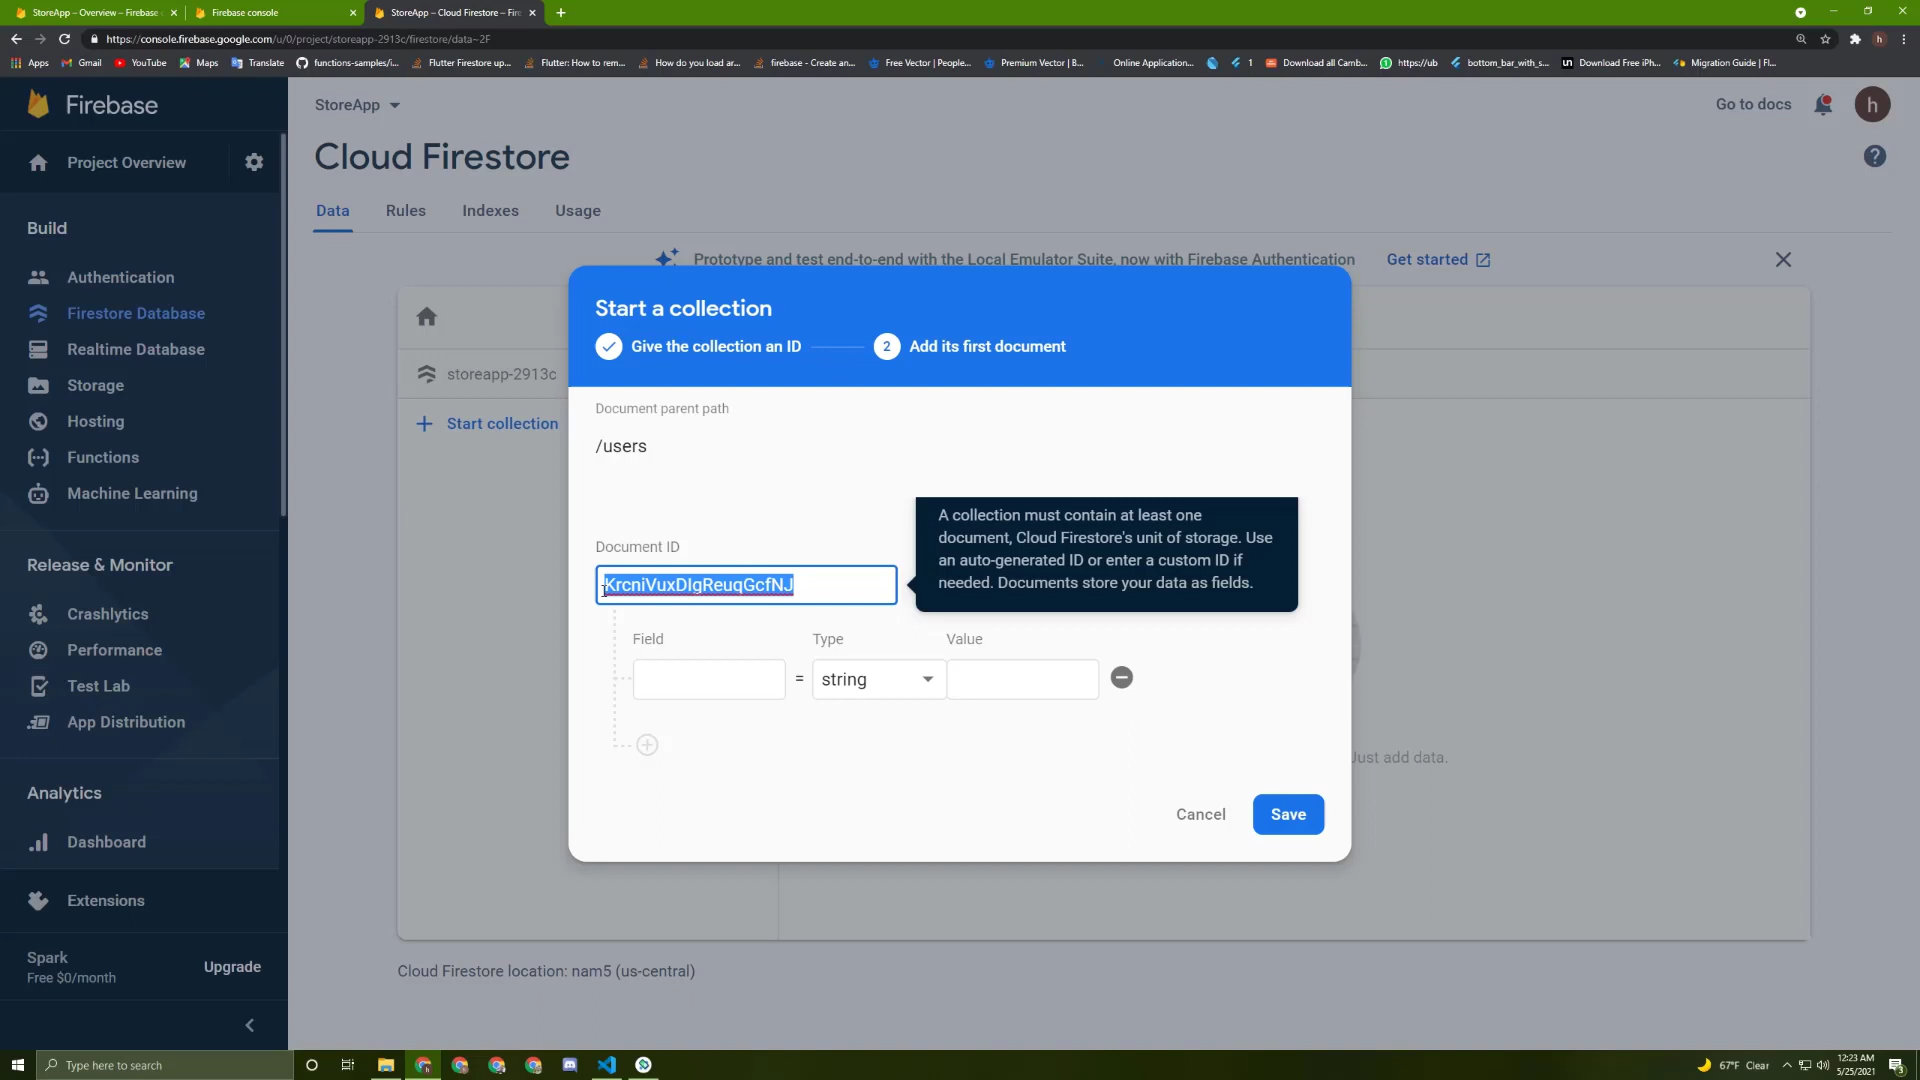 StoreApp – Overview – Firebase
Firebase console
StoreApp – Cloud Firestore – Fire
https://console.firebase.google.com/u/0/project/storeapp-2913c/firestore/data~2F
Apps
Gmail
YouTube
Maps
Translate
functions-samples/i...
Flutter Firestore up...
Flutter: How to rem...
How do you load ar...
firebase - Create an...
Free Vector | People...
Premium Vector | B...
Online Application...
1
Download all Camb...
https://ub
bottom_bar_with_s...
Download Free iPh...
Migration Guide | Fl...
Firebase
Project Overview
Build
Authentication
Firestore Database
Realtime Database
Storage
Hosting
Functions
Machine Learning
Release & Monitor
Crashlytics
Performance
Test Lab
App Distribution
Analytics
Dashboard
Extensions
Spark
Free $0/month
Upgrade
StoreApp
Go to docs
h
Cloud Firestore
Data
Rules
Indexes
Usage
Prototype and test end-to-end with the Local Emulator Suite, now with Firebase Authentication
Get started
storeapp-2913c
Start collection
Just add data.
Cloud Firestore location: nam5 (us-central)
Start a collection
Give the collection an ID
2 Add its first document
Document parent path
/users
Document ID
KrcniVuxDIgReuqGcfNJ
A collection must contain at least one
document, Cloud Firestore's unit of storage. Use
an auto-generated ID or enter a custom ID if
needed. Documents store your data as fields.
Field
Type
Value
=
string
Cancel
Save
Type here to search
67°F Clear
12:23 AM
5/25/2021
3